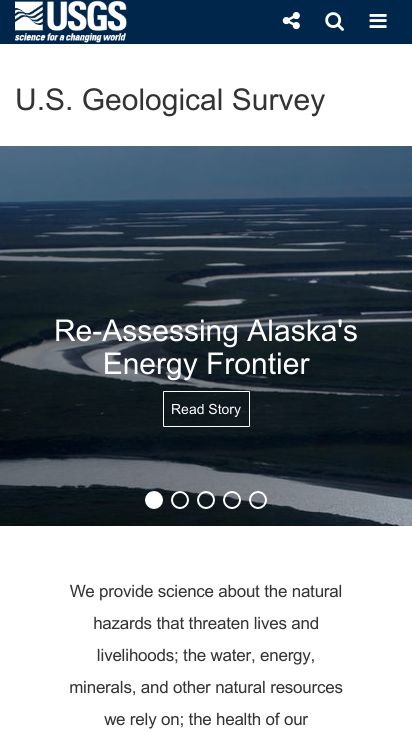 USGS
science for a changing world
U.S. Geological Survey
Re-Assessing Alaska's
Energy Frontier
Read Story
We provide science about the natural
hazards that threaten lives and
livelihoods; the water, energy,
minerals, and other natural resources
we rely on; the health of our